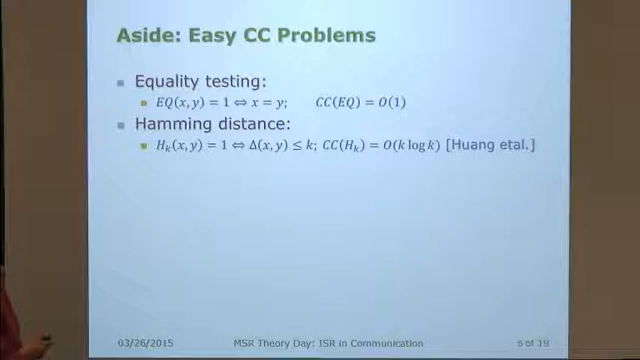 Aside: Easy CC Problems
Equality testing:
EQ(x, y) = 1 ⇔ x = y; CC(EQ) = O(1)
Hamming distance:
H_k(x, y) = 1 ⇔ Δ(x, y) ≤ k; CC(H_k) = O(k log k) [Huang etal.]
03/26/2015 MSR Theory Day: ISR in Communication 5 of 19